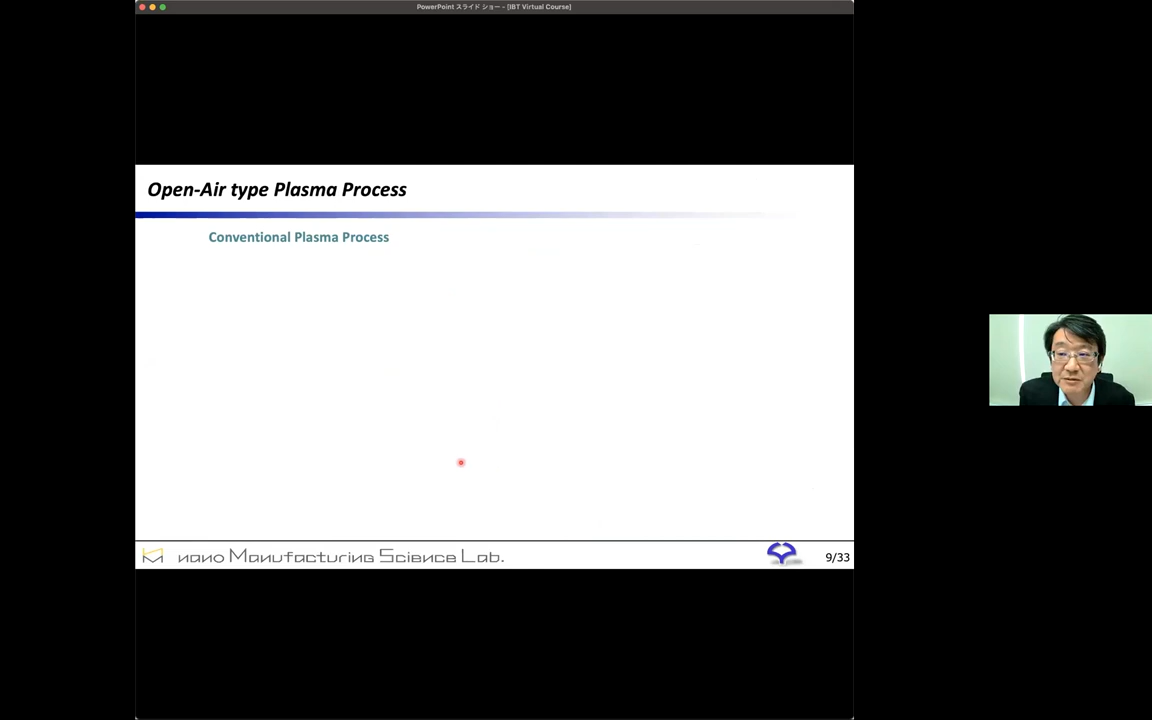 PowerPoint スライド ショー - [IBT Virtual Course]
Open-Air type Plasma Process
Conventional Plasma Process
nano Manufacturing Science Lab.
9/33